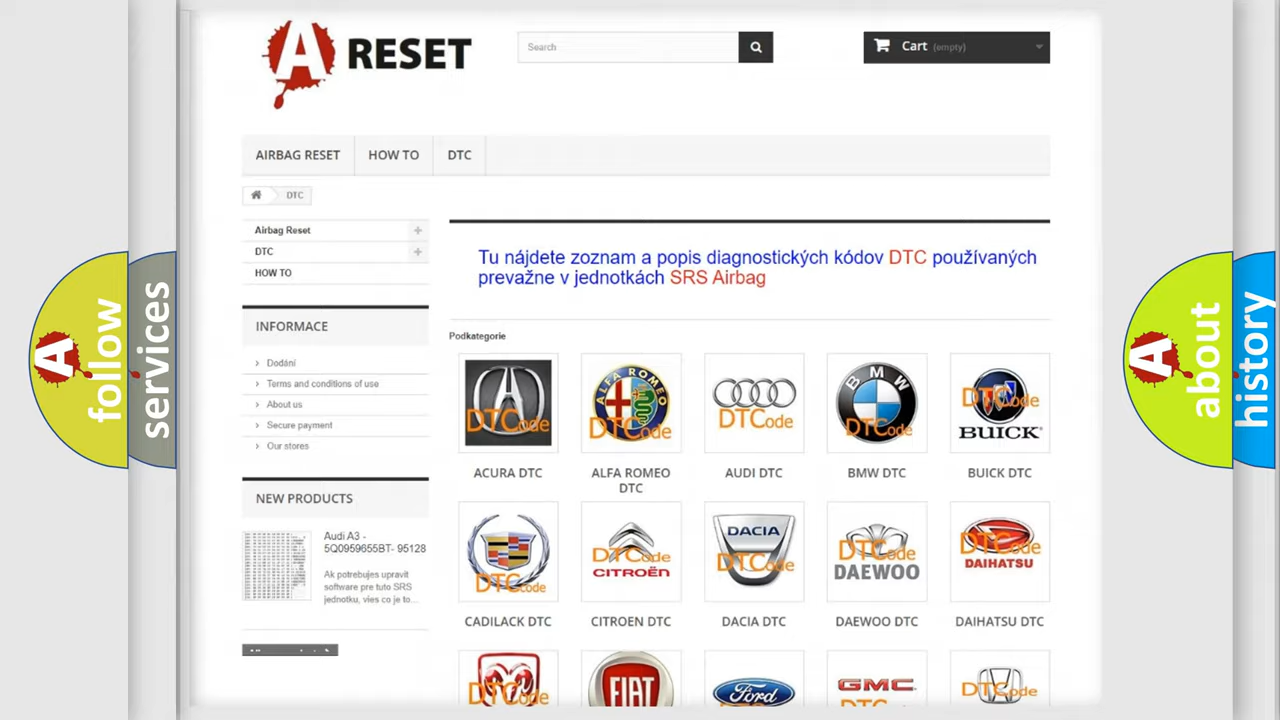 A RESET
Search
Cart (empty)
AIRBAG RESET
HOW TO
DTC
DTC
Airbag Reset
DTC
HOW TO
INFORMACE
Dodání
Terms and conditions of use
About us
Secure payment
Our stores
NEW PRODUCTS
Audi A3 -
5Q0959655BT- 95128
Ak potrebujes upravit
software pre tuto SRS
jednotku, vies co je to...
Tu nájdete zoznam a popis diagnostických kódov DTC používaných
prevažne v jednotkách SRS Airbag
Podkategorie
DTCode
ALFA ROMEO
DTCode
DTCode
BMW
DTCode
DTCode
BUICK
ACURA DTC
ALFA ROMEO
DTC
AUDI DTC
BMW DTC
BUICK DTC
DTCode
DTCode
CITROËN
DACIA
DTCode
DTCode
DAEWOO
DTCode
DAIHATSU
CADILACK DTC
CITROEN DTC
DACIA DTC
DAEWOO DTC
DAIHATSU DTC
DTCode
FIAT
Ford
GMC
DTCode
A follow
services
A about
history